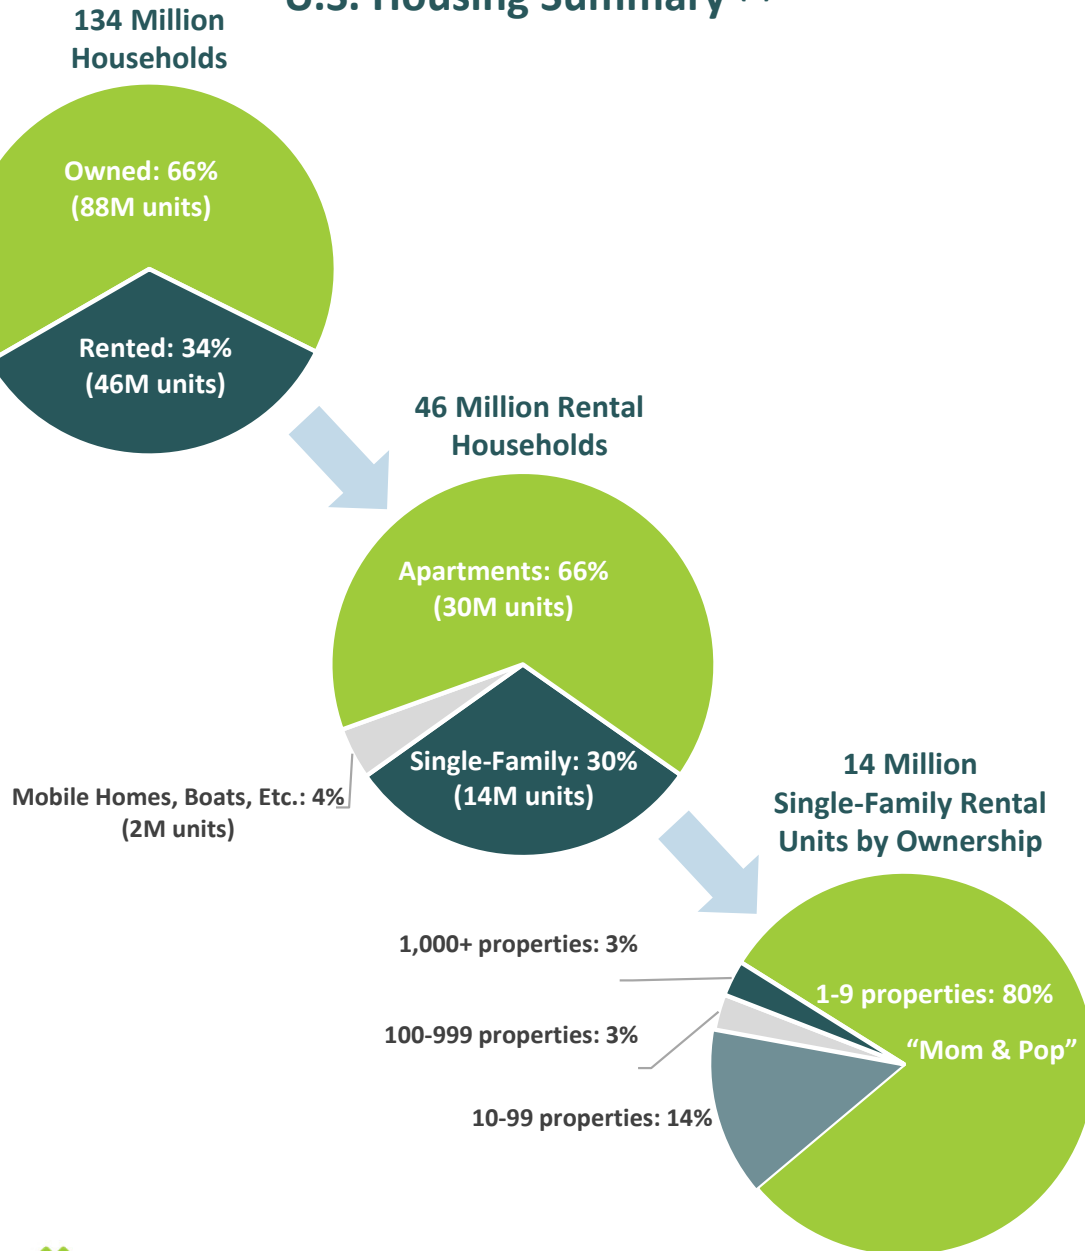 U.S. Housing Summary
134 Million
Households
Owned: 66%
(88M units)
Rented: 34%
(46M units)
46 Million Rental
Households
Apartments: 66%
(30M units)
Single-Family: 30%
(14M units)
Mobile Homes, Boats, Etc.: 4%
(2M units)
14 Million
Single-Family Rental
Units by Ownership
1,000+ properties: 3%
1-9 properties: 80%
100-999 properties: 3%
“Mom & Pop”
10-99 properties: 14%